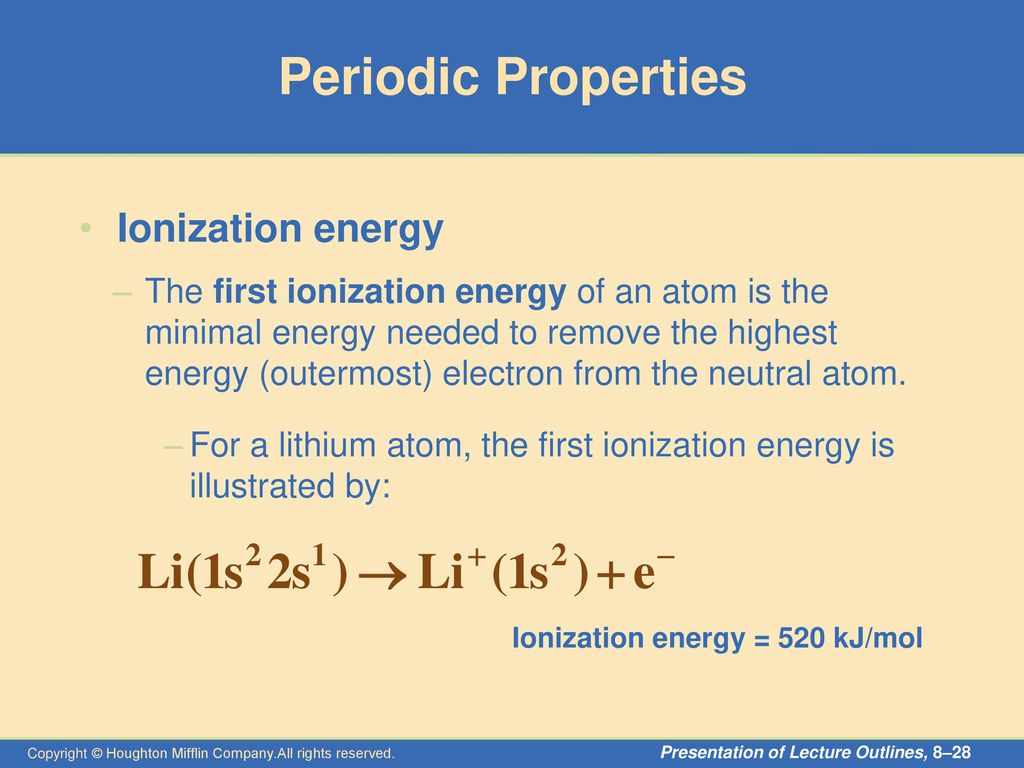 Periodic Properties
• Ionization energy
– The first ionization energy of an atom is the
minimal energy needed to remove the highest
energy (outermost) electron from the neutral atom.
– For a lithium atom, the first ionization energy is
illustrated by:
Li(1s² 2s¹) → Li⁺(1s²) + e⁻
Ionization energy = 520 kJ/mol
Copyright © Houghton Mifflin Company.All rights reserved.
Presentation of Lecture Outlines, 8–28